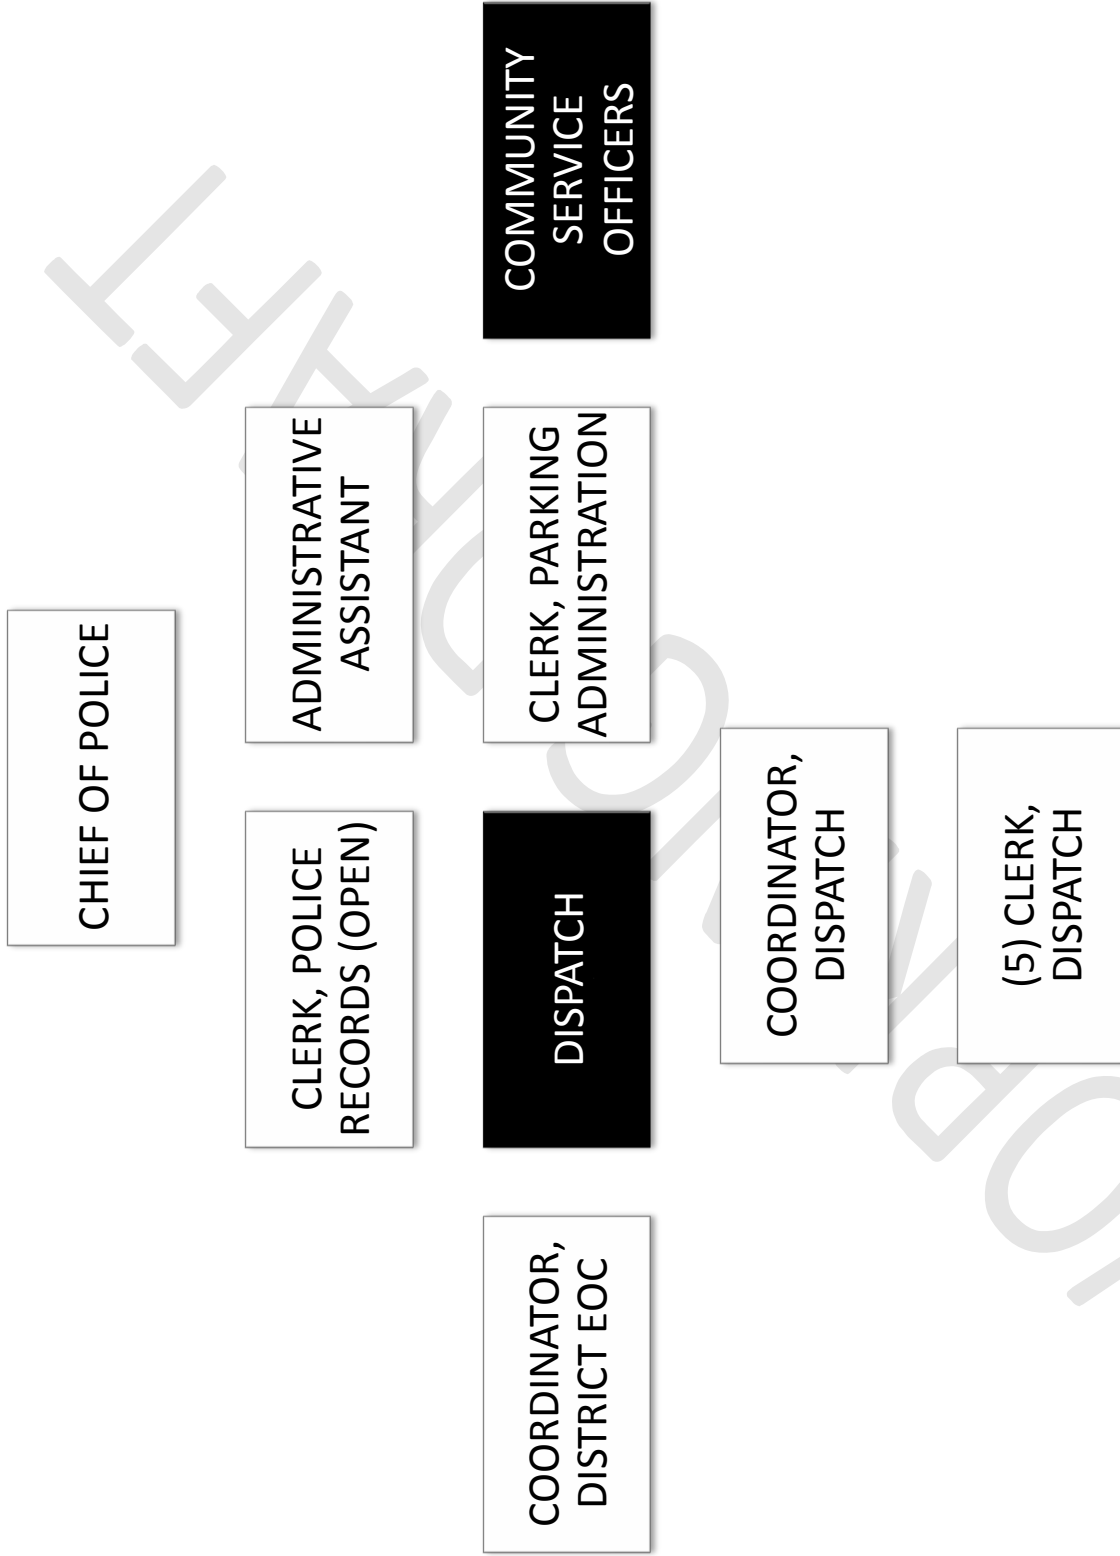 CHIEF OF POLICE
CLERK, POLICE
RECORDS (OPEN)
ADMINISTRATIVE
ASSISTANT
COORDINATOR,
DISTRICT EOC
DISPATCH
CLERK, PARKING
ADMINISTRATION
COMMUNITY
SERVICE
OFFICERS
COORDINATOR,
DISPATCH
(5) CLERK,
DISPATCH
DRAFT